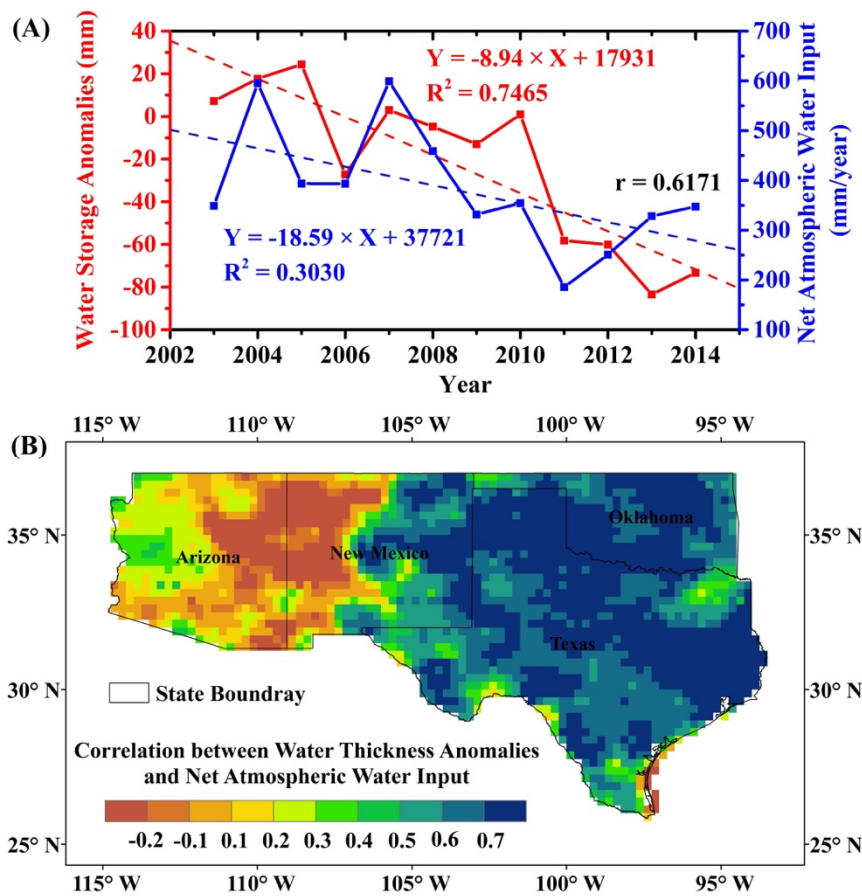 (A)
40
20
0
-20
-40
-60
-80
-100
Water Storage Anomalies (mm)
Y = -8.94 × X + 17931
R² = 0.7465
r = 0.6171
Y = -18.59 × X + 37721
R² = 0.3030
700
600
500
400
300
200
100
Net Atmospheric Water Input
(mm/year)
2002 2004 2006 2008 2010 2012 2014
Year
(B)
115° W 110° W 105° W 100° W 95° W
35° N
30° N
25° N
Oklahoma
Arizona
New Mexico
Texas
35° N
30° N
25° N
State Boundray
Correlation between Water Thickness Anomalies
and Net Atmospheric Water Input
-0.2 -0.1 0.1 0.2 0.3 0.4 0.5 0.6 0.7
115° W 110° W 105° W 100° W 95° W